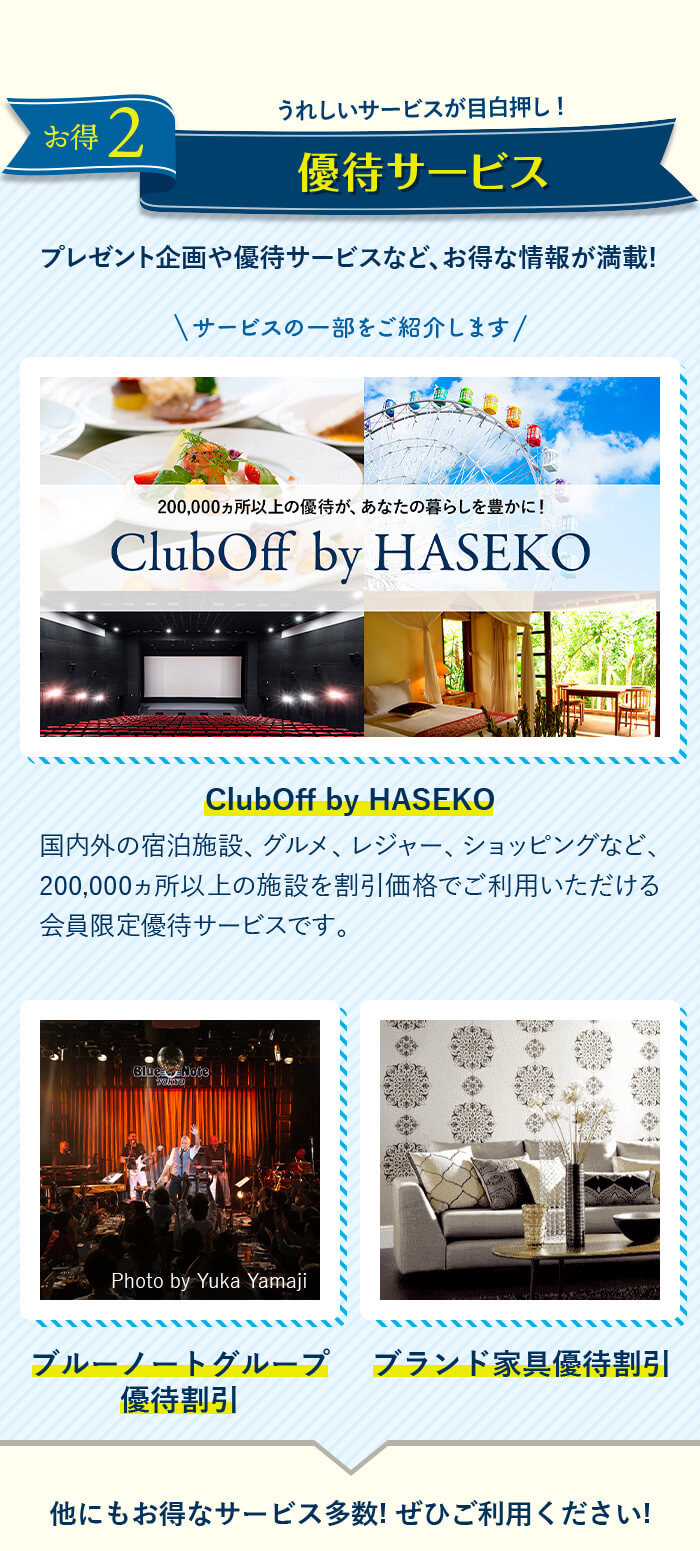 うれしいサービスが目白押し!
お得2
優待サービス
プレゼント企画や優待サービスなど、お得な情報が満載!
\サービスの一部をご紹介します/
200,000ヵ所以上の優待が、あなたの暮らしを豊かに!
ClubOff by HASEKO
ClubOff by HASEKO
国内外の宿泊施設、グルメ、レジャー、ショッピングなど、
200,000ヵ所以上の施設を割引価格でご利用いただける
会員限定優待サービスです。
Blue Note
TOKYO
Photo by Yuka Yamaji
ブルーノートグループ
優待割引
ブランド家具優待割引
他にもお得なサービス多数! ぜひご利用ください!